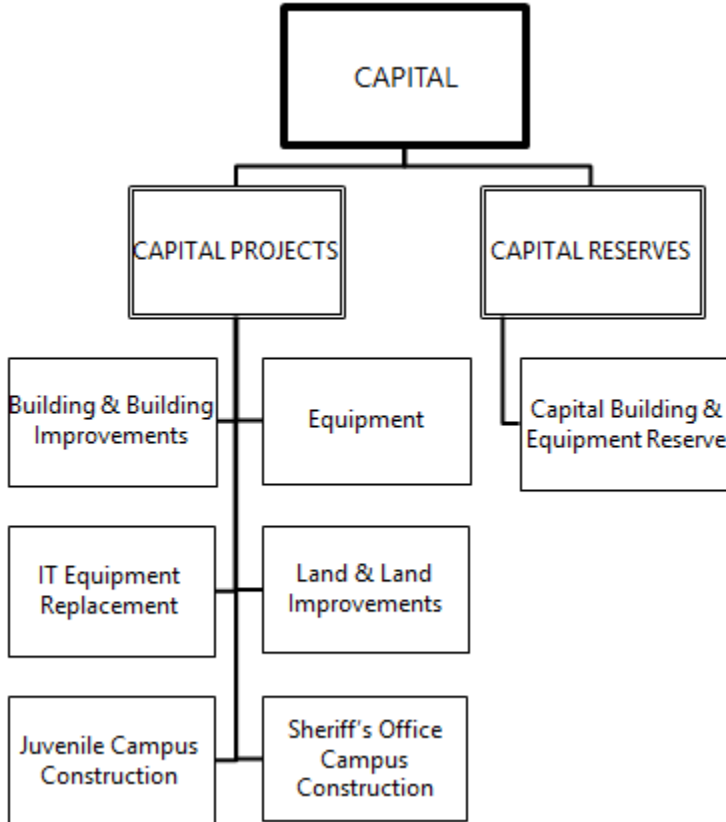 CAPITAL
CAPITAL PROJECTS
CAPITAL RESERVES
Building & Building
Improvements
Equipment
Capital Building &
Equipment Reserve
IT Equipment
Replacement
Land & Land
Improvements
Juvenile Campus
Construction
Sheriff's Office
Campus
Construction